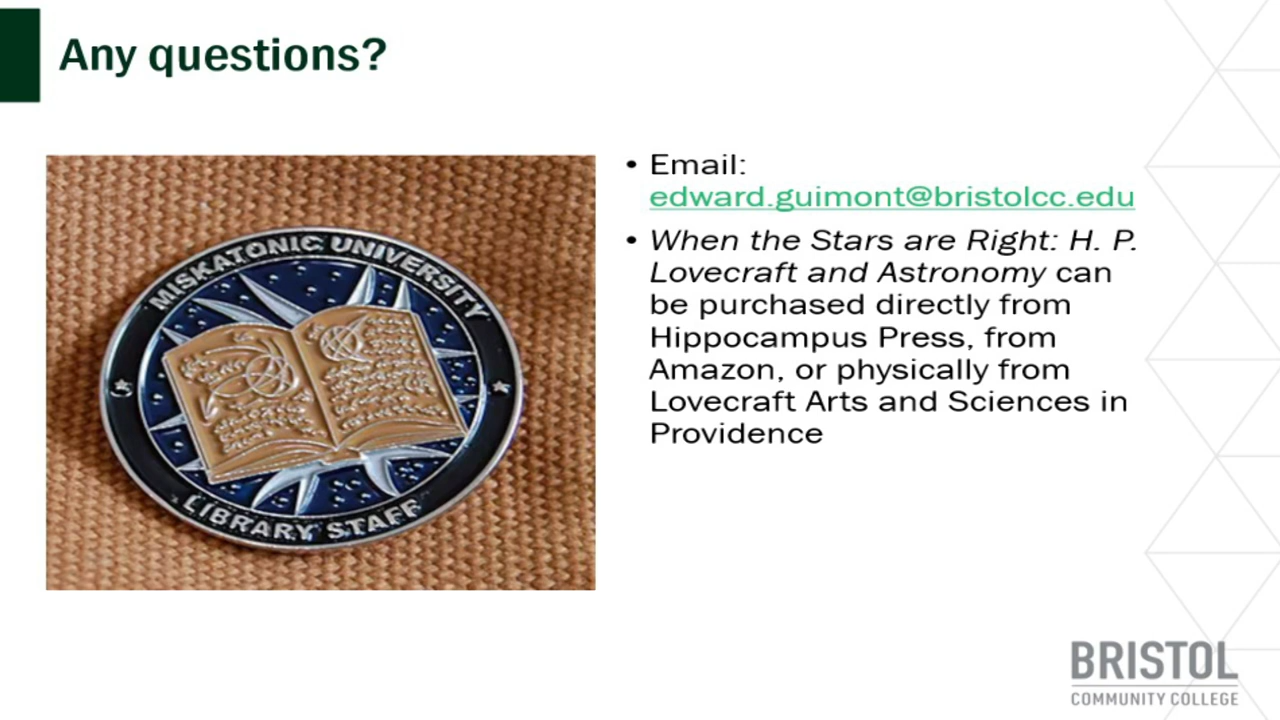 Any questions?
MISKATONIC UNIVERSITY
LIBRARY STAFF
• Email:
edward.guimont@bristolcc.edu
• When the Stars are Right: H. P.
Lovecraft and Astronomy can
be purchased directly from
Hippocampus Press, from
Amazon, or physically from
Lovecraft Arts and Sciences in
Providence
BRISTOL
COMMUNITY COLLEGE